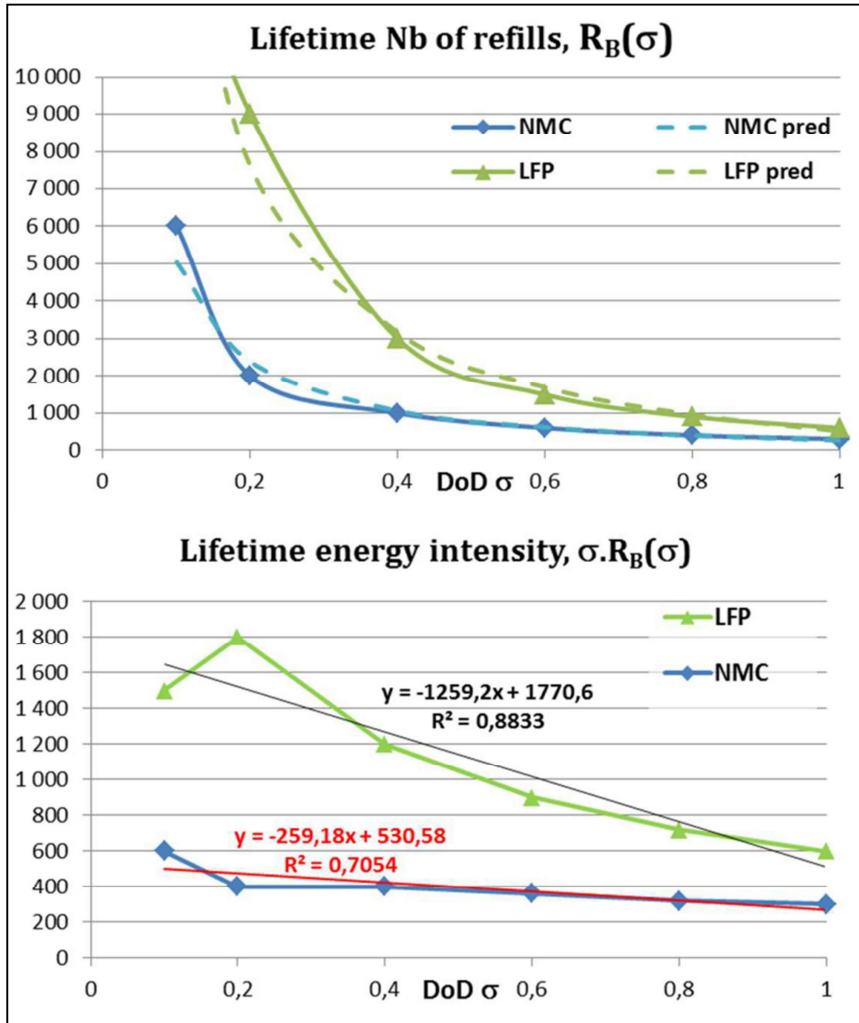 Lifetime Nb of refills, R_B(σ)
10 000
9 000
8 000
7 000
6 000
5 000
4 000
3 000
2 000
1 000
0
NMC
NMC pred
LFP
LFP pred
0
0,2
0,4
0,6
0,8
1
DoD σ
Lifetime energy intensity, σ.R_B(σ)
2 000
1 800
1 600
1 400
1 200
1 000
800
600
400
200
0
LFP
NMC
y = -1259,2x + 1770,6
R² = 0,8833
y = -259,18x + 530,58
R² = 0,7054
0
0,2
0,4
0,6
0,8
1
DoD σ